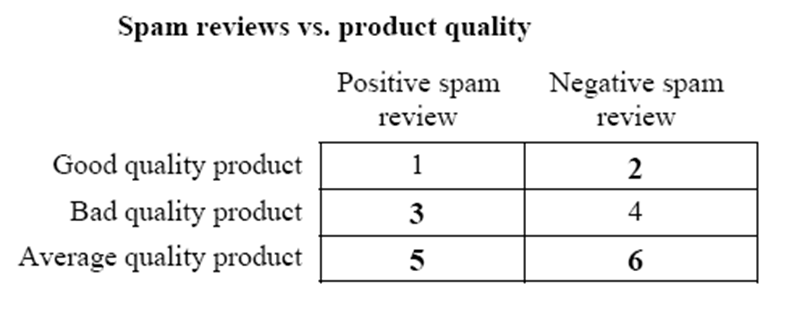 Spam reviews vs. product quality
Positive spam Negative spam
review review
Good quality product 1 2
Bad quality product 3 4
Average quality product 5 6